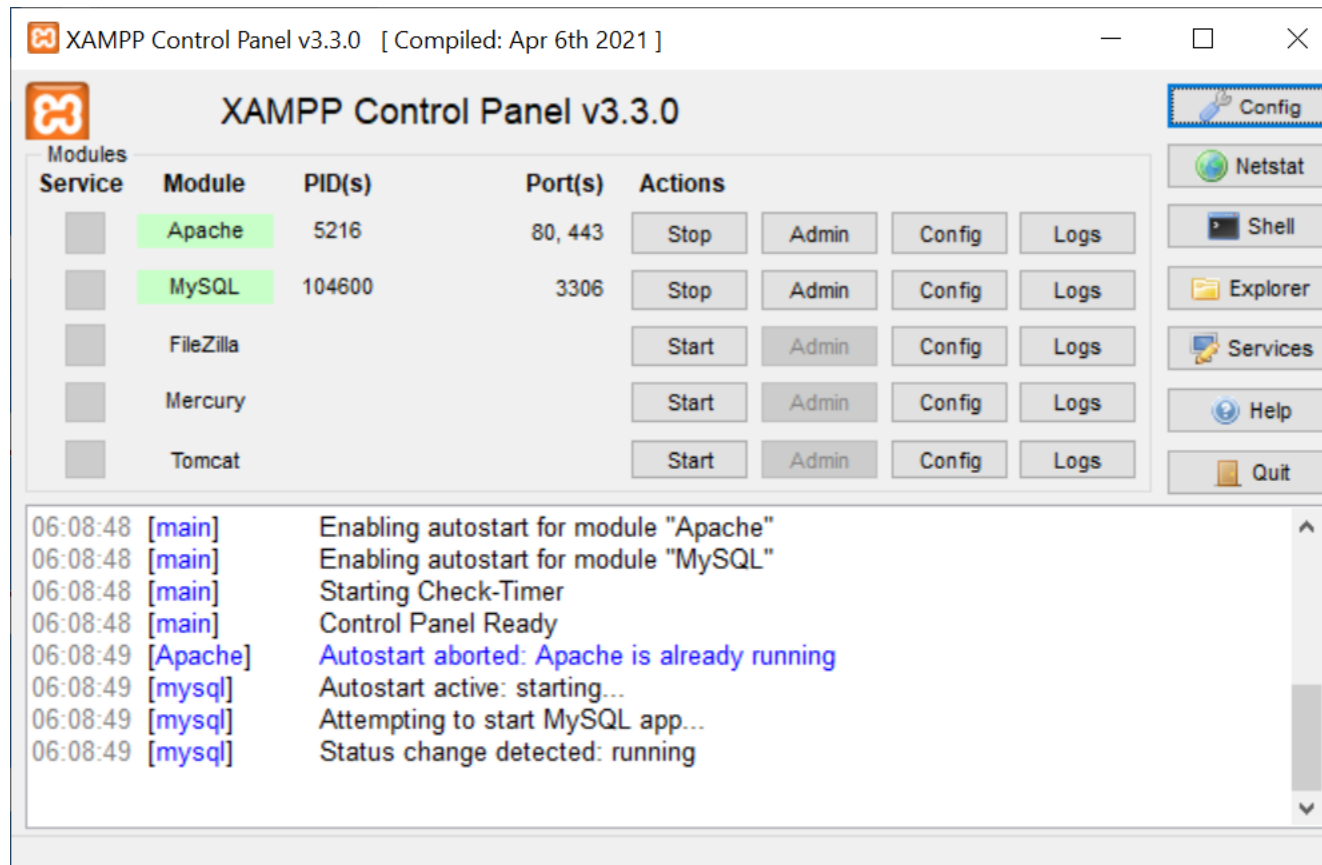 XAMPP Control Panel v3.3.0 [ Compiled: Apr 6th 2021 ]
XAMPP Control Panel v3.3.0
Config
Modules
Netstat
Service Module PID(s) Port(s) Actions
Apache 5216 80, 443 Stop Admin Config Logs
Shell
MySQL 104600 3306 Stop Admin Config Logs
Explorer
FileZilla Start Admin Config Logs
Services
Mercury Start Admin Config Logs
Help
Tomcat Start Admin Config Logs
Quit
06:08:48 [main] Enabling autostart for module "Apache"
06:08:48 [main] Enabling autostart for module "MySQL"
06:08:48 [main] Starting Check-Timer
06:08:48 [main] Control Panel Ready
06:08:49 [Apache] Autostart aborted: Apache is already running
06:08:49 [mysql] Autostart active: starting...
06:08:49 [mysql] Attempting to start MySQL app...
06:08:49 [mysql] Status change detected: running